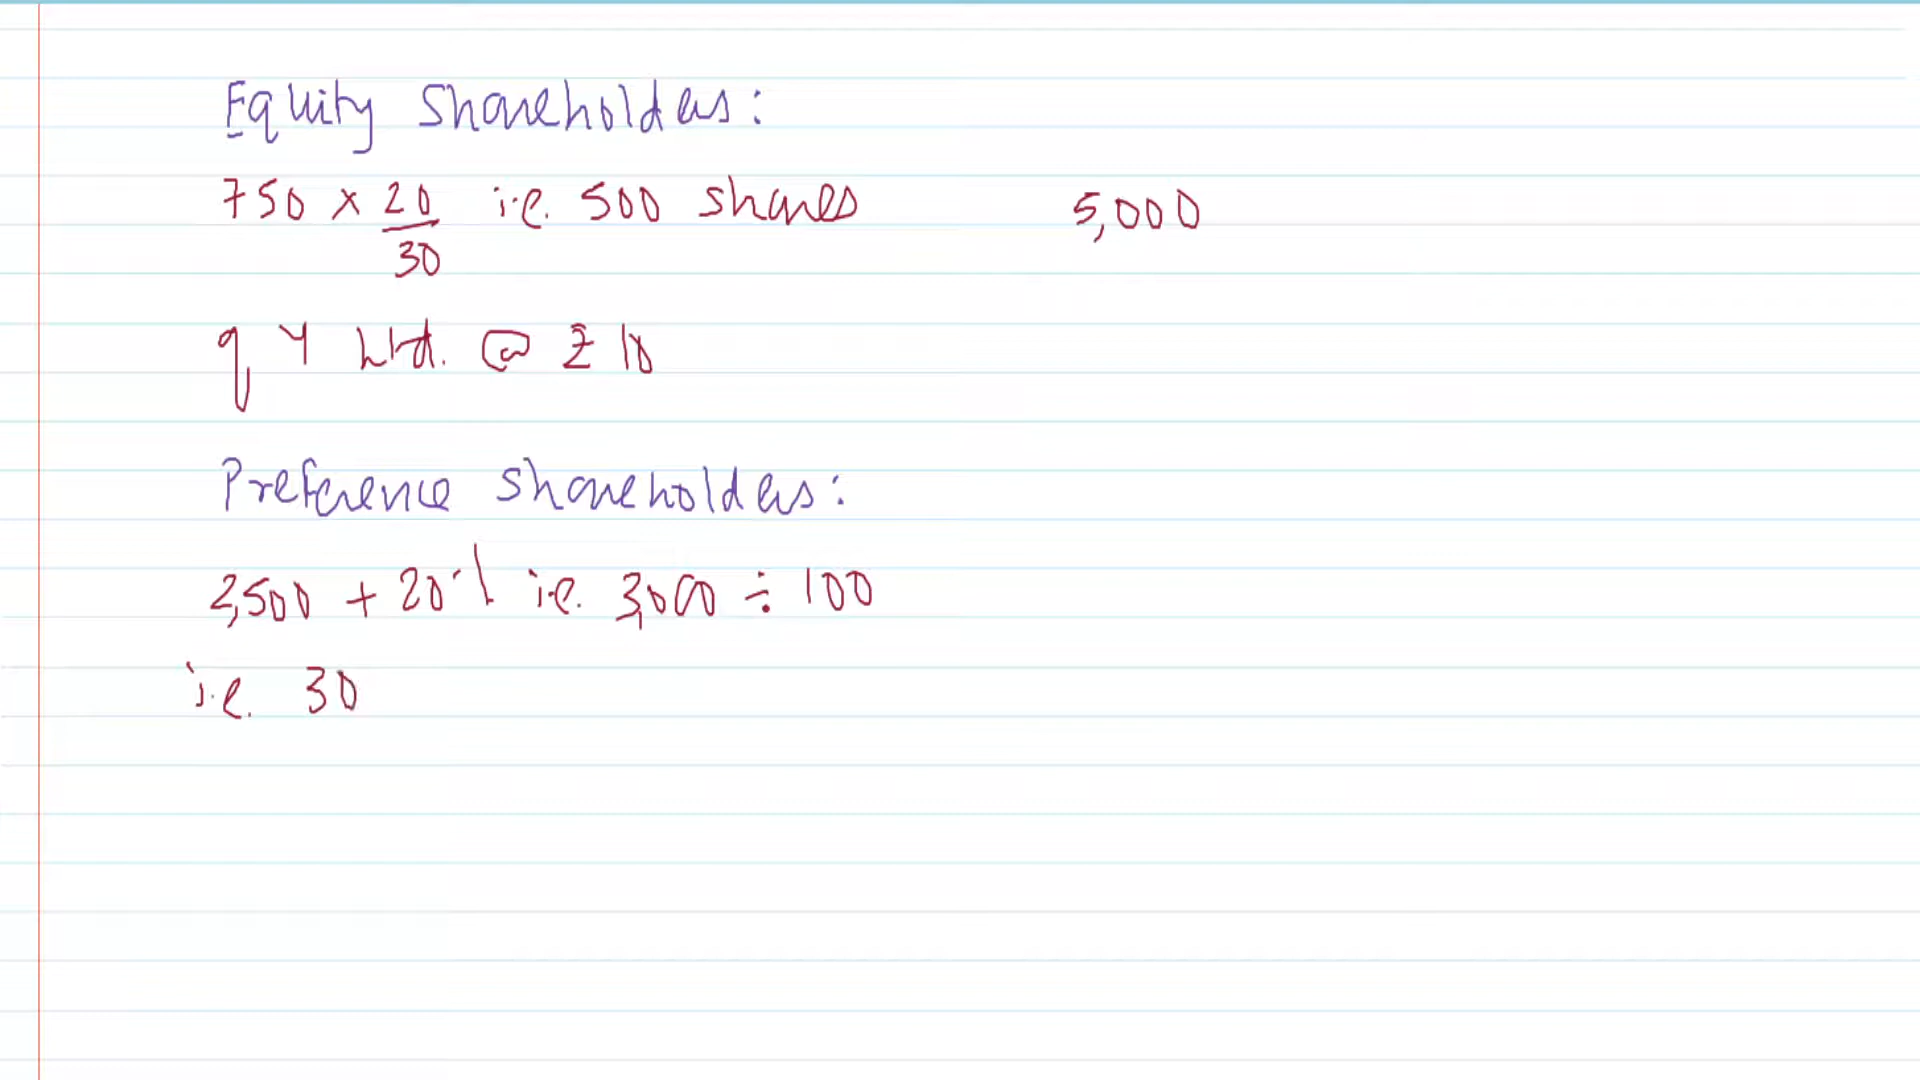 Equity Shareholders:
750 × 20/30 i.e. 500 shares 5,000
of Y Ltd. @ ₹ 10
Preference Shareholders:
2,500 + 20% i.e. 3,000 ÷ 100
i.e. 30